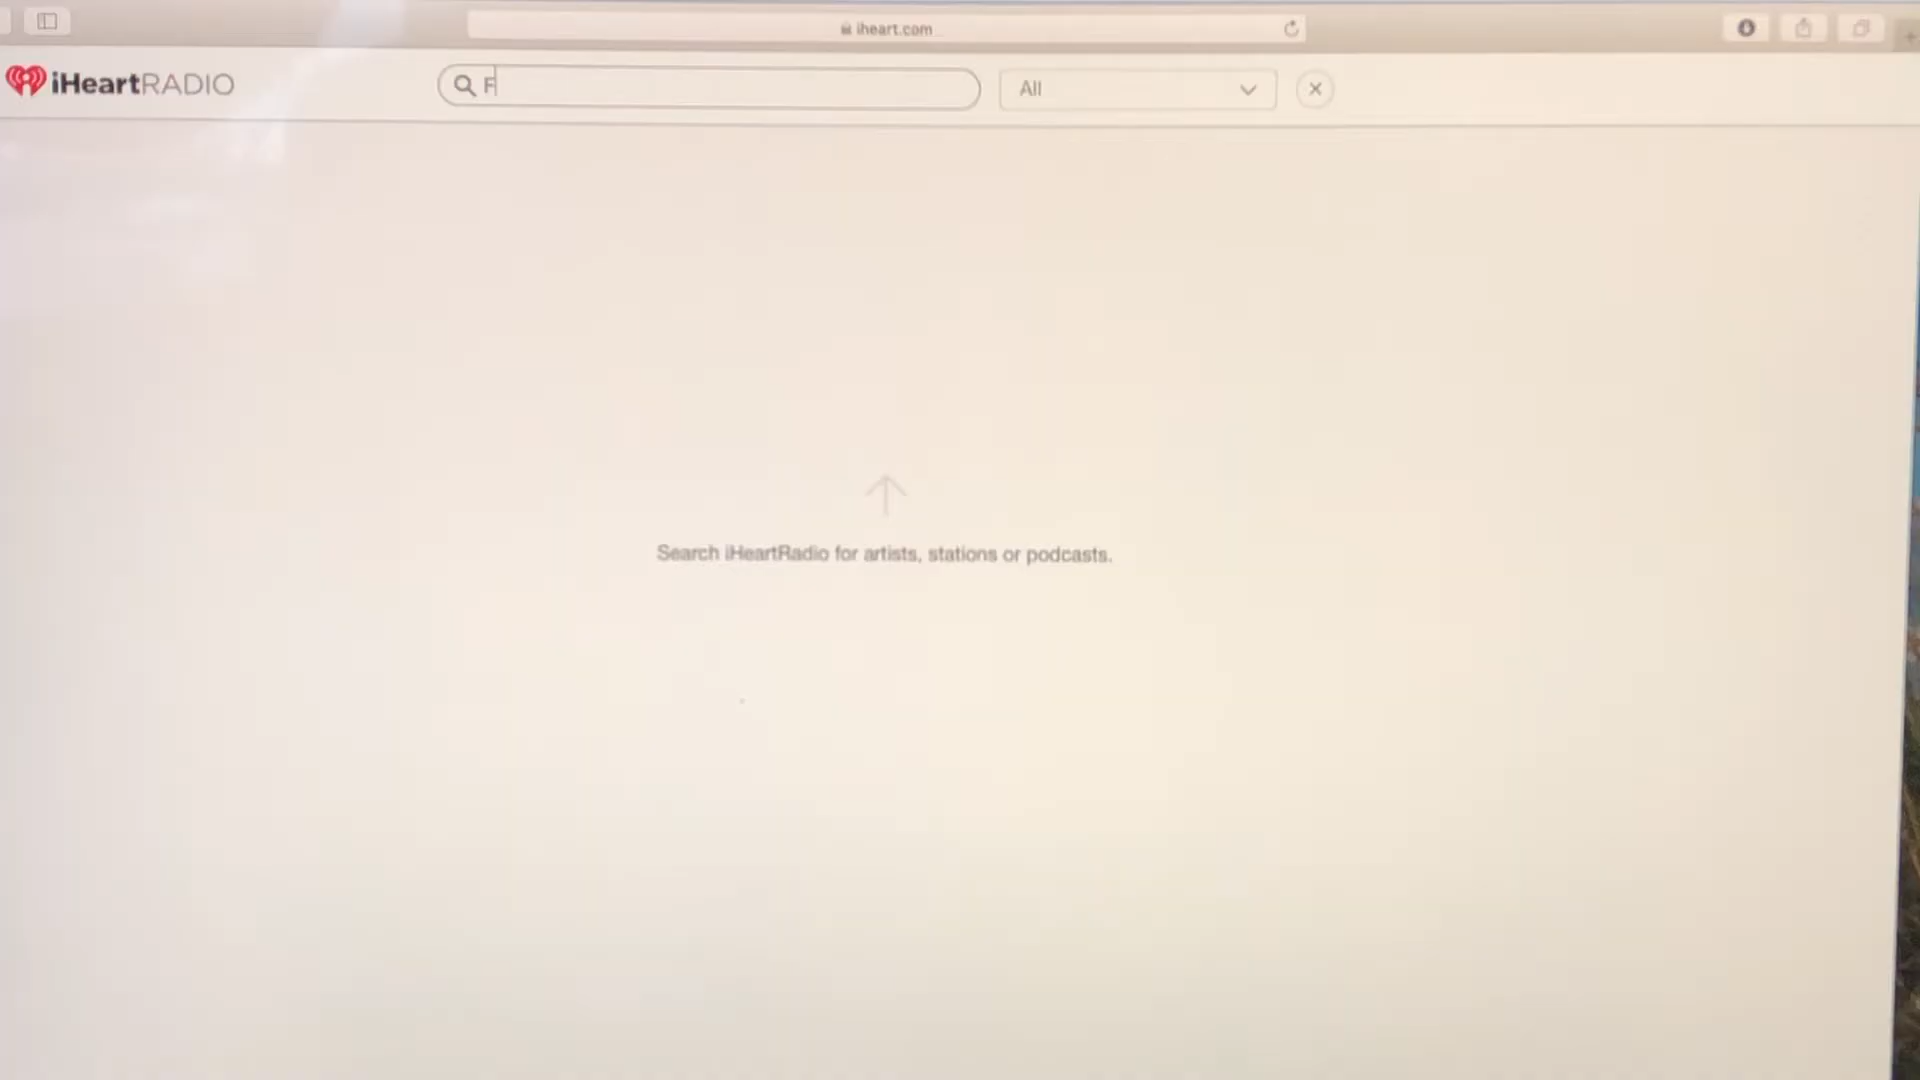 iheart.com
iHeartRADIO
F
All
Search iHeartRadio for artists, stations or podcasts.